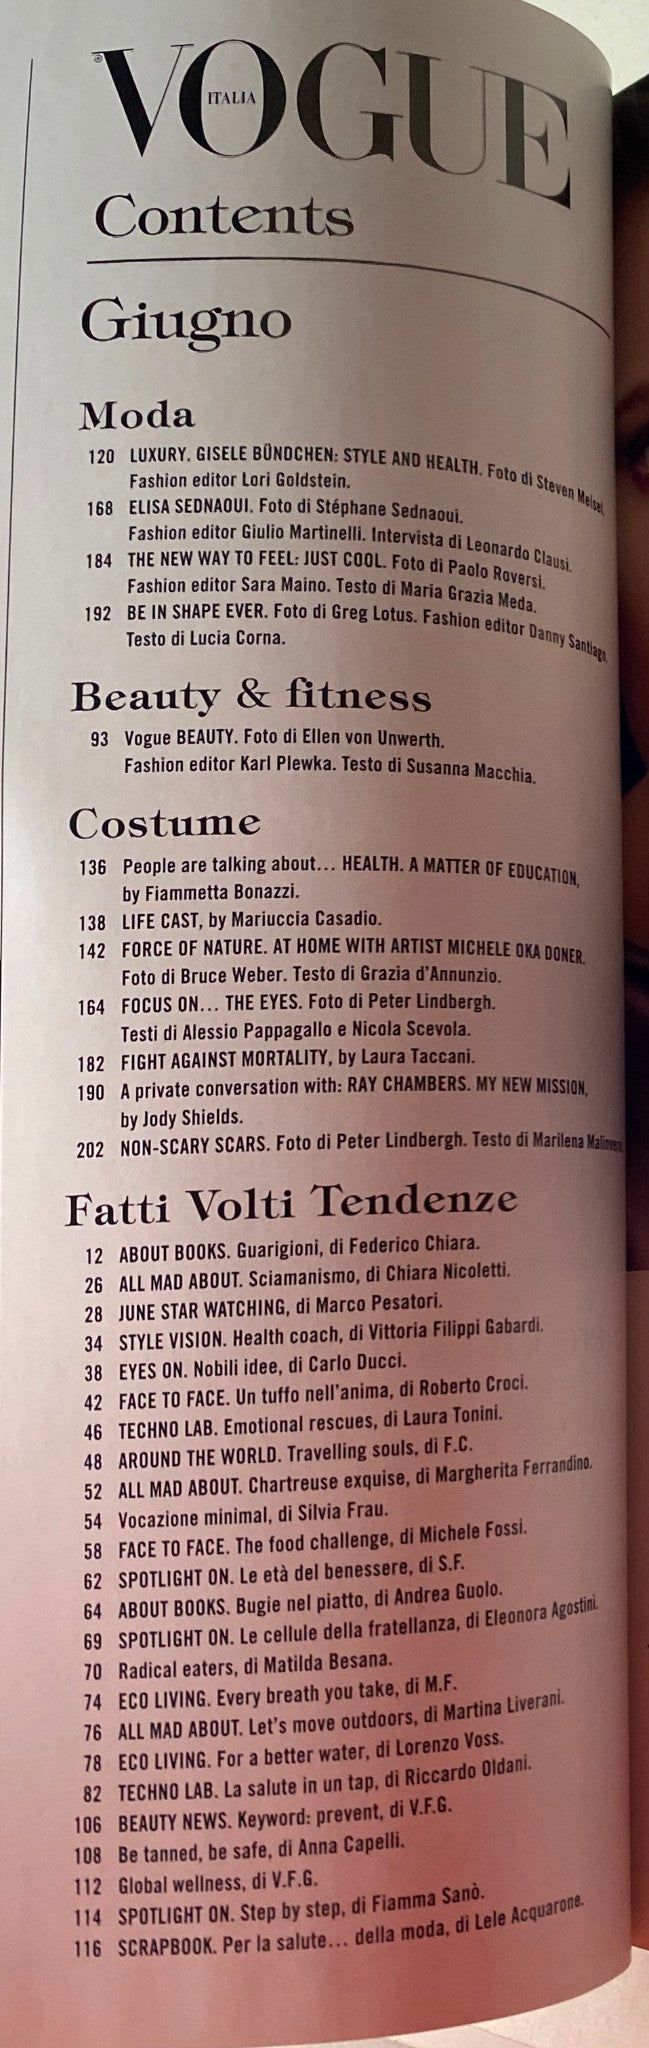 VOGUE
ITALIA
Contents
Giugno
Moda
120 LUXURY. GISELE BÜNDCHEN: STYLE AND HEALTH. Foto di Steven Meisel.
Fashion editor Lori Goldstein.
168 ELISA SEDNAOUI. Foto di Stéphane Sednaoui.
Fashion editor Giulio Martinelli. Intervista di Leonardo Clausi.
184 THE NEW WAY TO FEEL: JUST COOL. Foto di Paolo Roversi.
Fashion editor Sara Maino. Testo di Maria Grazia Meda.
192 BE IN SHAPE EVER. Foto di Greg Lotus. Fashion editor Danny Santiago.
Testo di Lucia Corna.
Beauty & fitness
93 Vogue BEAUTY. Foto di Ellen von Unwerth.
Fashion editor Karl Plewka. Testo di Susanna Macchia.
Costume
136 People are talking about... HEALTH. A MATTER OF EDUCATION,
by Fiammetta Bonazzi.
138 LIFE CAST, by Mariuccia Casadio.
142 FORCE OF NATURE. AT HOME WITH ARTIST MICHELE OKA DONER.
Foto di Bruce Weber. Testo di Grazia d'Annunzio.
164 FOCUS ON... THE EYES. Foto di Peter Lindbergh.
Testi di Alessio Pappagallo e Nicola Scevola.
182 FIGHT AGAINST MORTALITY, by Laura Taccani.
190 A private conversation with: RAY CHAMBERS. MY NEW MISSION,
by Jody Shields.
202 NON-SCARY SCARS. Foto di Peter Lindbergh. Testo di Marilena
Fatti Volti Tendenze
12 ABOUT BOOKS. Guarigioni, di Federico Chiara.
26 ALL MAD ABOUT. Sciamanismo, di Chiara Nicoletti.
28 JUNE STAR WATCHING, di Marco Pesatori.
34 STYLE VISION. Health coach, di Vittoria Filippi Gabardi.
38 EYES ON. Nobili idee, di Carlo Ducci.
42 FACE TO FACE. Un tuffo nell'anima, di Roberto Croci.
46 TECHNO LAB. Emotional rescues, di Laura Tonini.
48 AROUND THE WORLD. Travelling souls, di F.C.
52 ALL MAD ABOUT. Chartreuse exquise, di Margherita Ferrandino.
54 Vocazione minimal, di Silvia Frau.
58 FACE TO FACE. The food challenge, di Michele Fossi.
62 SPOTLIGHT ON. Le età del benessere, di S.F.
64 ABOUT BOOKS. Bugie nel piatto, di Andrea Guolo.
69 SPOTLIGHT ON. Le cellule della fratellanza, di Eleonora Agostini.
70 Radical eaters, di Matilda Besana.
74 ECO LIVING. Every breath you take, di M.F.
76 ALL MAD ABOUT. Let's move outdoors, di Martina Liverani.
78 ECO LIVING. For a better water, di Lorenzo Voss.
82 TECHNO LAB. La salute in un tap, di Riccardo Oldani.
106 BEAUTY NEWS. Keyword: prevent, di V.F.G.
108 Be tanned, be safe, di Anna Capelli.
112 Global wellness, di V.F.G.
114 SPOTLIGHT ON. Step by step, di Fiamma Sanò.
116 SCRAPBOOK. Per la salute... della moda, di Lele Acquarone.